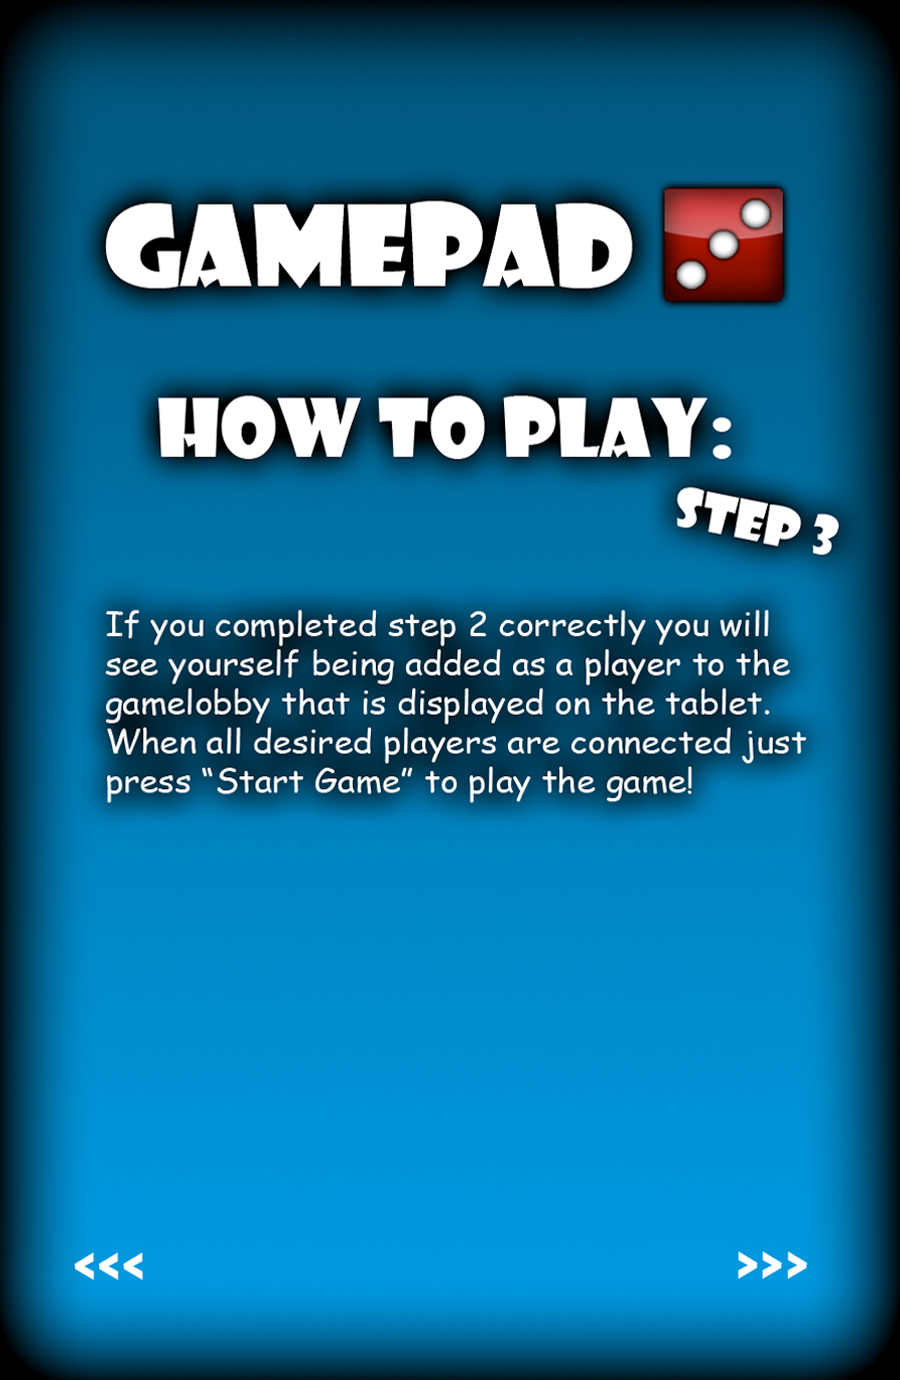 GAMEPAD
HOW TO PLAY:
STEP 3
If you completed step 2 correctly you will
see yourself being added as a player to the
gamelobby that is displayed on the tablet.
When all desired players are connected just
press “Start Game” to play the game!
<<< >>>